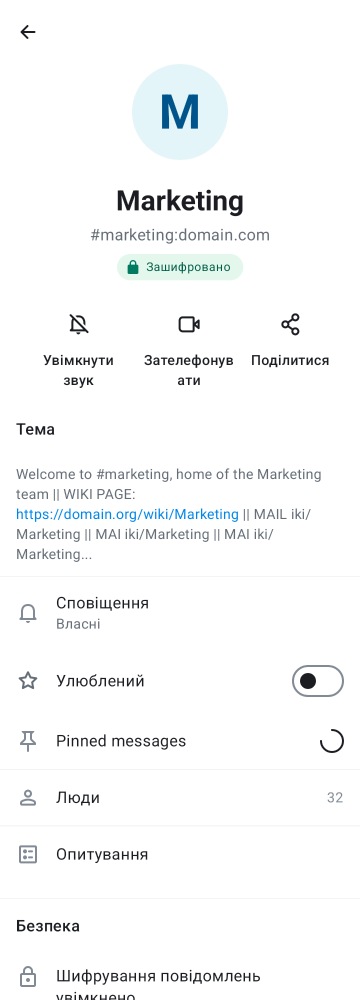 M
Marketing
#marketing:domain.com
Зашифровано
Увімкнути
звук
Зателефонув
ати
Поділитися
Тема
Welcome to #marketing, home of the Marketing
team || WIKI PAGE:
https://domain.org/wiki/Marketing || MAIL iki/
Marketing || MAI iki/Marketing || MAI iki/
Marketing...
Сповіщення
Власні
Улюблений
Pinned messages
Люди
32
Опитування
Безпека
Шифрування повідомлень
увімкнено